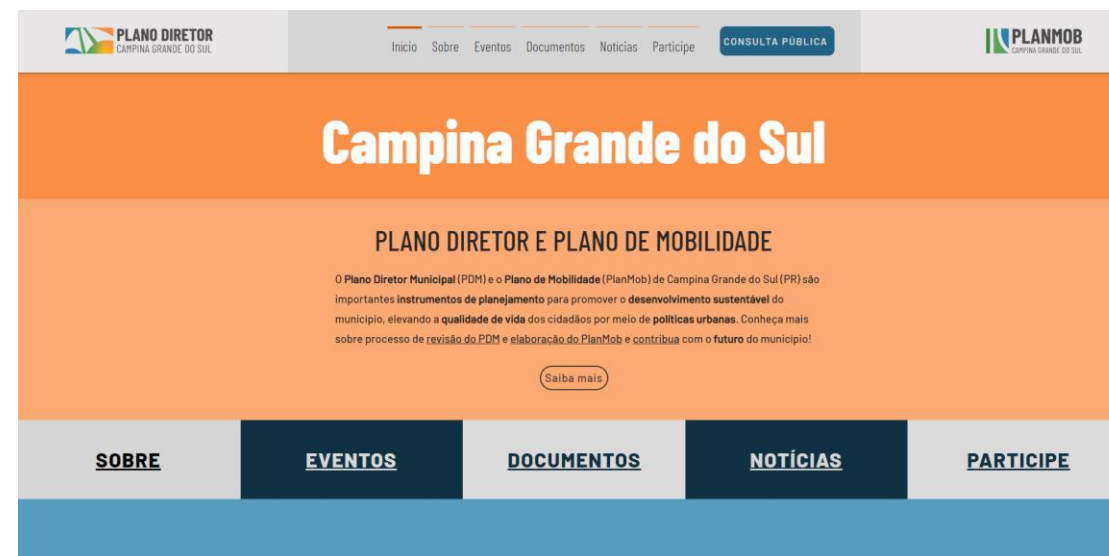 PLANO DIRETOR
CAMPINA GRANDE DO SUL
Inicio Sobre Eventos Documentos Noticias Participe
CONSULTA PÚBLICA
PLANMOB
CAMPINA GRANDE DO SUL
Campina Grande do Sul
PLANO DIRETOR E PLANO DE MOBILIDADE
O Plano Diretor Municipal (PDM) e o Plano de Mobilidade (PlanMob) de Campina Grande do Sul (PR) são
importantes instrumentos de planejamento para promover o desenvolvimento sustentável do
municipio, elevando a qualidade de vida dos cidadãos por meio de políticas urbanas. Conheça mais
sobre processo de revisão do PDM e elaboração do PlanMob e contribua com o futuro do municipio!
Saiba mais
SOBRE EVENTOS DOCUMENTOS NOTÍCIAS PARTICIPE